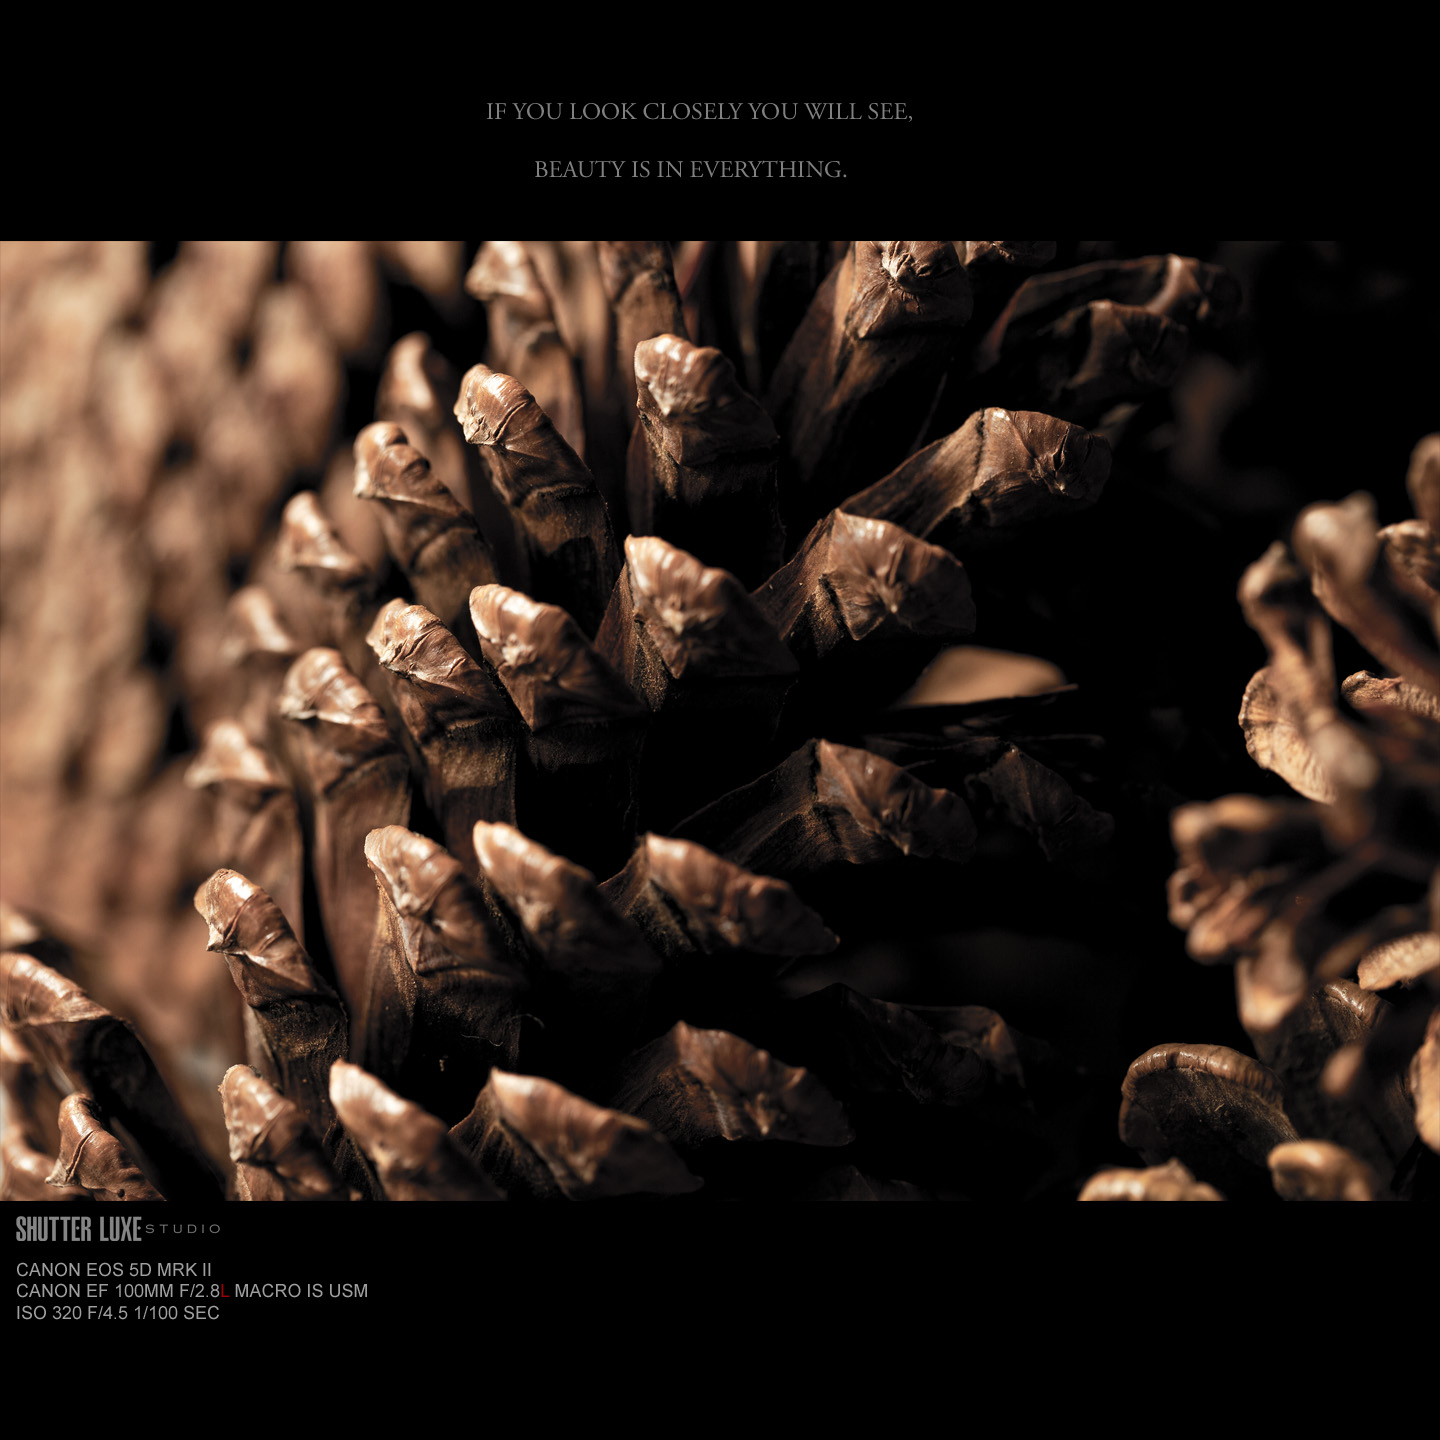 IF YOU LOOK CLOSELY YOU WILL SEE,
BEAUTY IS IN EVERYTHING.
SHUTTER LUXE STUDIO
CANON EOS 5D MRK II
CANON EF 100MM F/2.8L MACRO IS USM
ISO 320 F/4.5 1/100 SEC